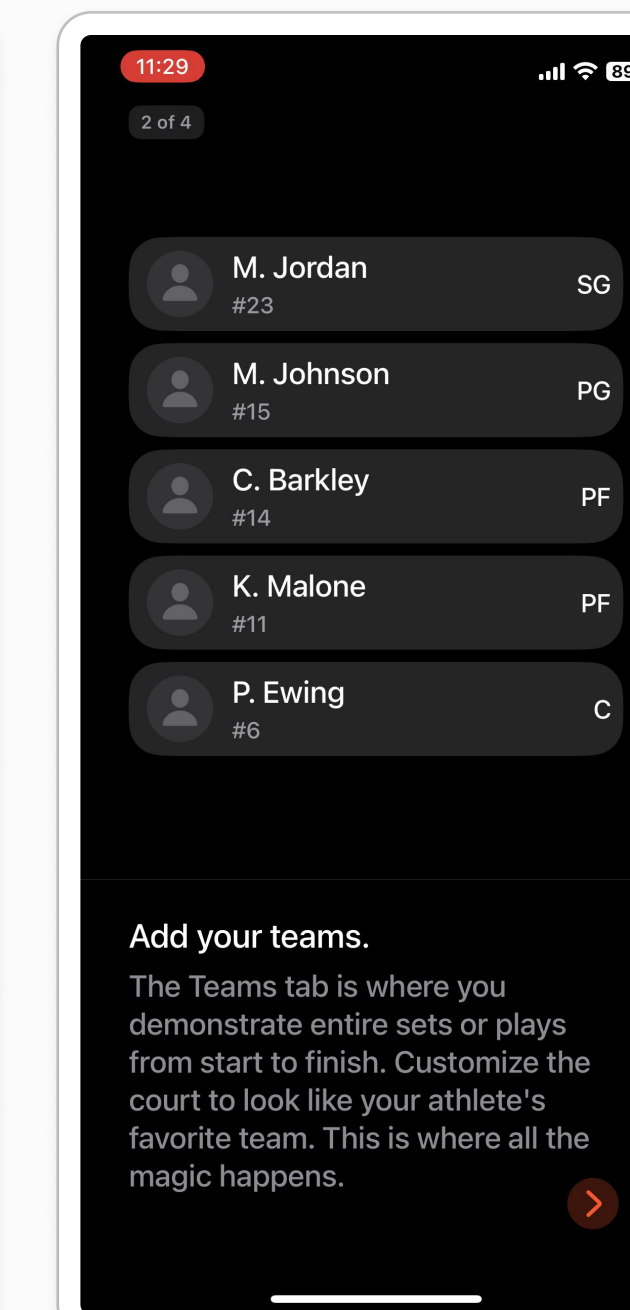 11:29
89
2 of 4
M. Jordan
#23
SG
M. Johnson
#15
PG
C. Barkley
#14
PF
K. Malone
#11
PF
P. Ewing
#6
C
Add your teams.
The Teams tab is where you
demonstrate entire sets or plays
from start to finish. Customize the
court to look like your athlete's
favorite team. This is where all the
magic happens.